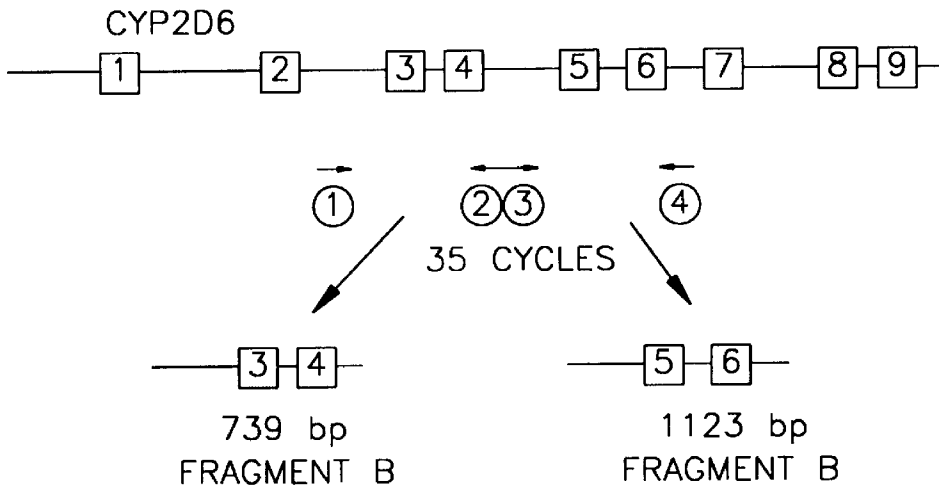 CYP2D6
1 2 3 4 5 6 7 8 9
1 2 3 4
35 CYCLES
3 4 5 6
739 bp 1123 bp
FRAGMENT B FRAGMENT B